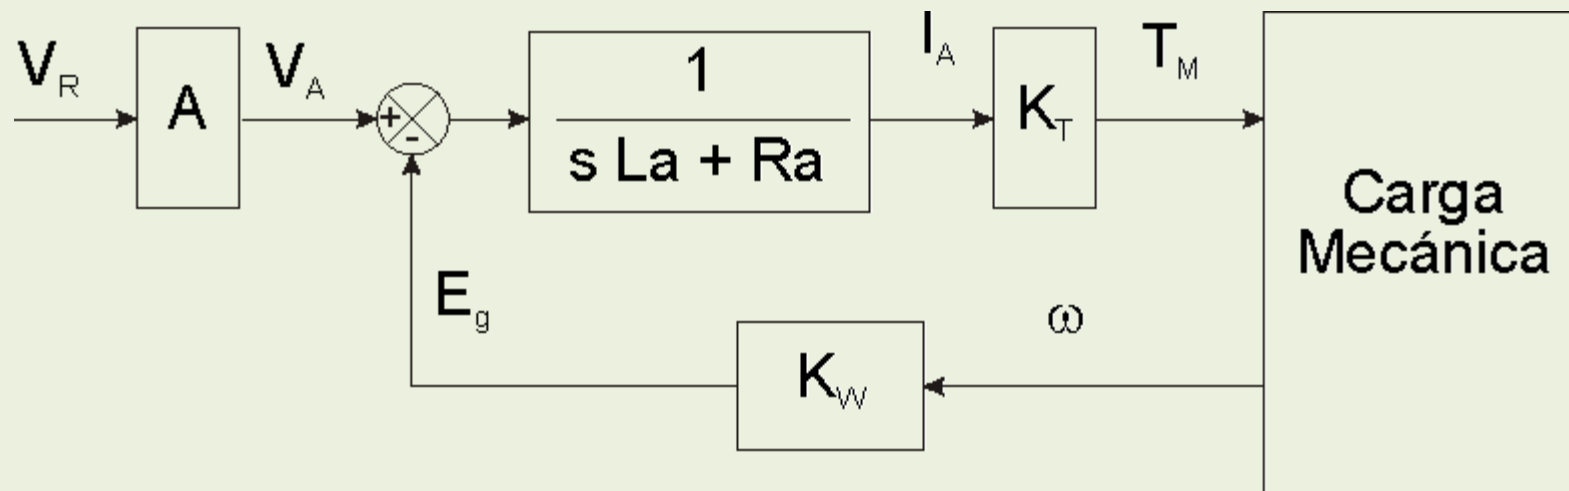 V_R
A
V_A
+
-
1
s La + Ra
I_A
K_T
T_M
Carga
Mecánica
E_g
K_W
ω